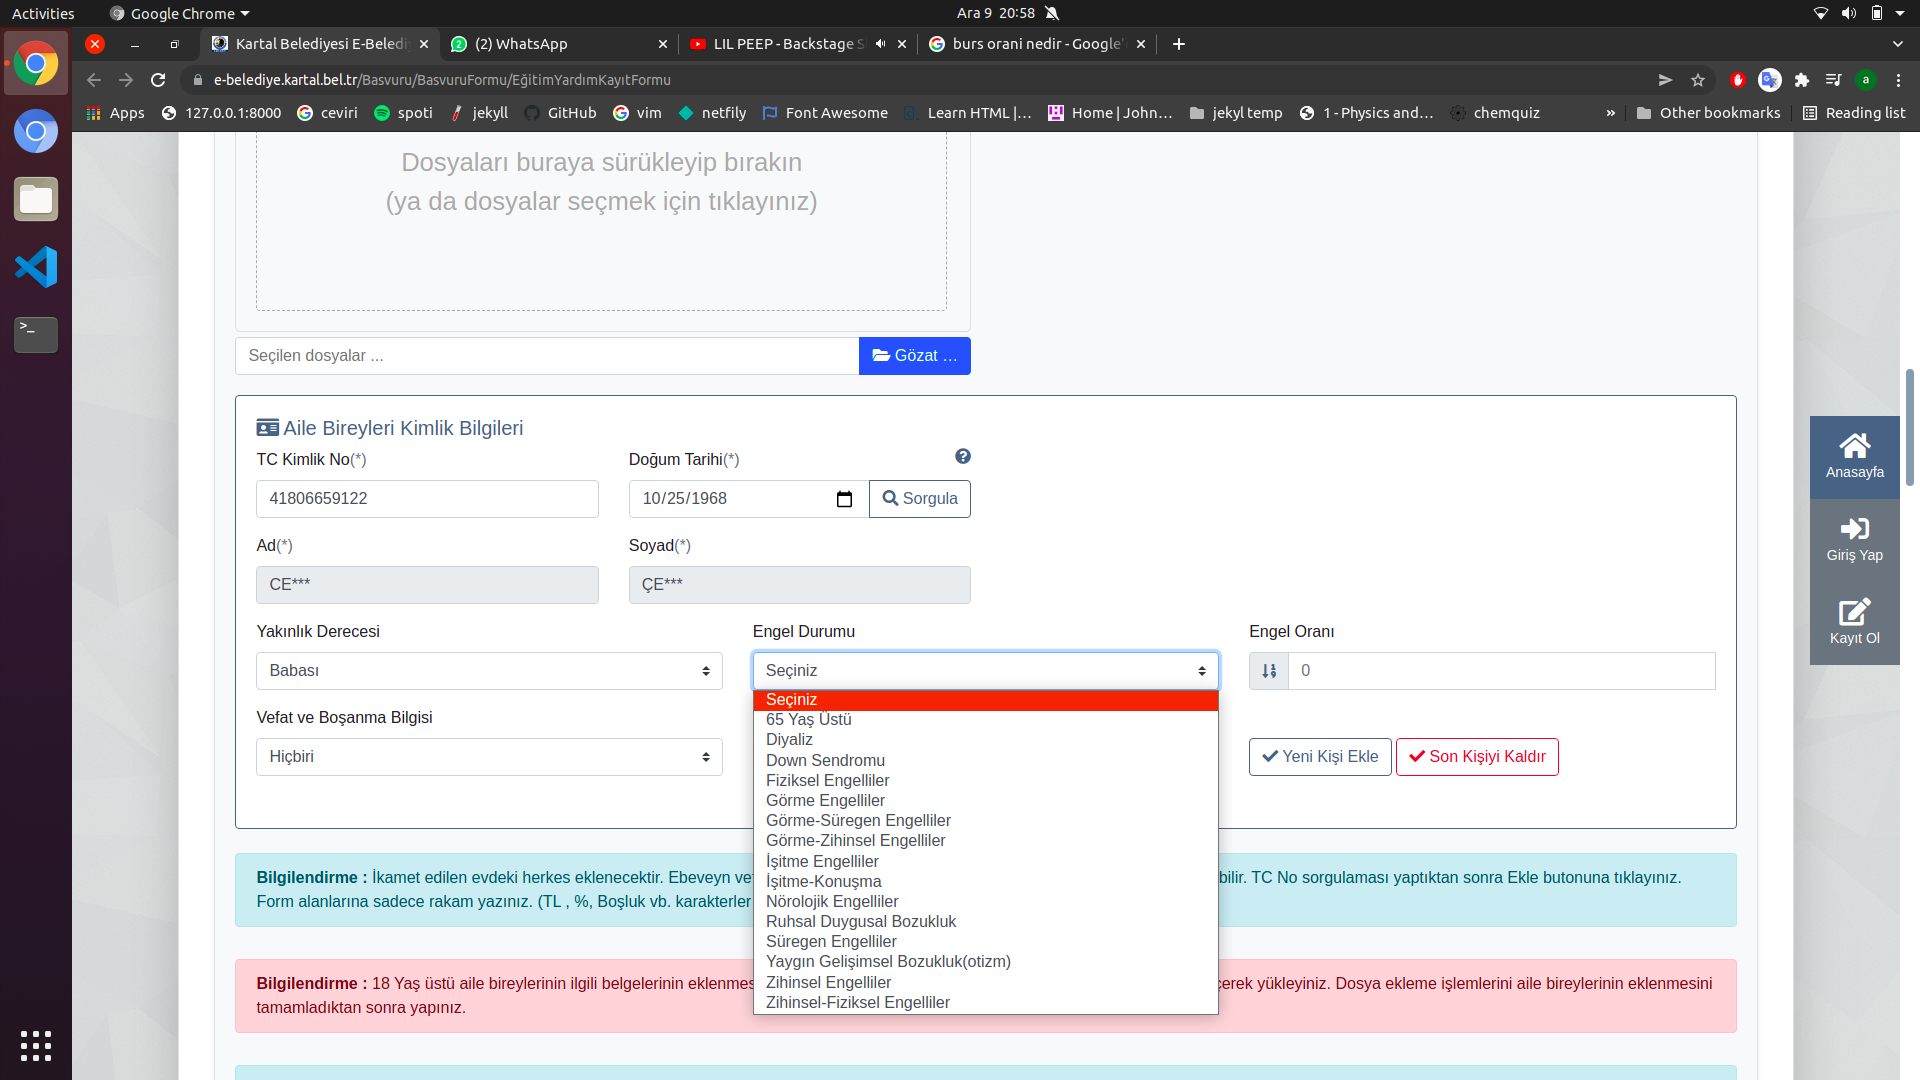 Activities
Google Chrome
Ara 9 20:58
Kartal Belediyesi E-Beledi
(2) WhatsApp
LIL PEEP - Backstage S
burs orani nedir - Google'
e-belediye.kartal.bel.tr/Basvuru/BasvuruFormu/EğitimYardımKayıtFormu
Apps
127.0.0.1:8000
ceviri
spoti
jekyll
GitHub
vim
netfily
Font Awesome
Learn HTML |...
Home | John...
jekyl temp
1 - Physics and...
chemquiz
»
Other bookmarks
Reading list
Dosyaları buraya sürükleyip bırakın
(ya da dosyalar seçmek için tıklayınız)
Seçilen dosyalar ...
Gözat ...
Aile Bireyleri Kimlik Bilgileri
TC Kimlik No(*)
Doğum Tarihi(*)
41806659122
10/25/1968
Sorgula
Ad(*)
Soyad(*)
CE***
ÇE***
Yakınlık Derecesi
Engel Durumu
Engel Oranı
Babası
Seçiniz
0
Seçiniz
65 Yaş Üstü
Diyaliz
Down Sendromu
Fiziksel Engelliler
Görme Engelliler
Görme-Süregen Engelliler
Görme-Zihinsel Engelliler
İşitme Engelliler
İşitme-Konuşma
Nörolojik Engelliler
Ruhsal Duygusal Bozukluk
Süregen Engelliler
Yaygın Gelişimsel Bozukluk(otizm)
Zihinsel Engelliler
Zihinsel-Fiziksel Engelliler
Vefat ve Boşanma Bilgisi
Hiçbiri
Yeni Kişi Ekle
Son Kişiyi Kaldır
Bilgilendirme : İkamet edilen evdeki herkes eklenecektir. Ebeveyn bilir. TC No sorgulaması yaptıktan sonra Ekle butonuna tıklayınız.
Form alanlarına sadece rakam yazınız. (TL , %, Boşluk vb. karakterler
Bilgilendirme : 18 Yaş üstü aile bireylerinin ilgili belgelerinin yükleyiniz. Dosya ekleme işlemlerini aile bireylerinin eklenmesini
tamamladıktan sonra yapınız.
Anasayfa
Giriş Yap
Kayıt Ol